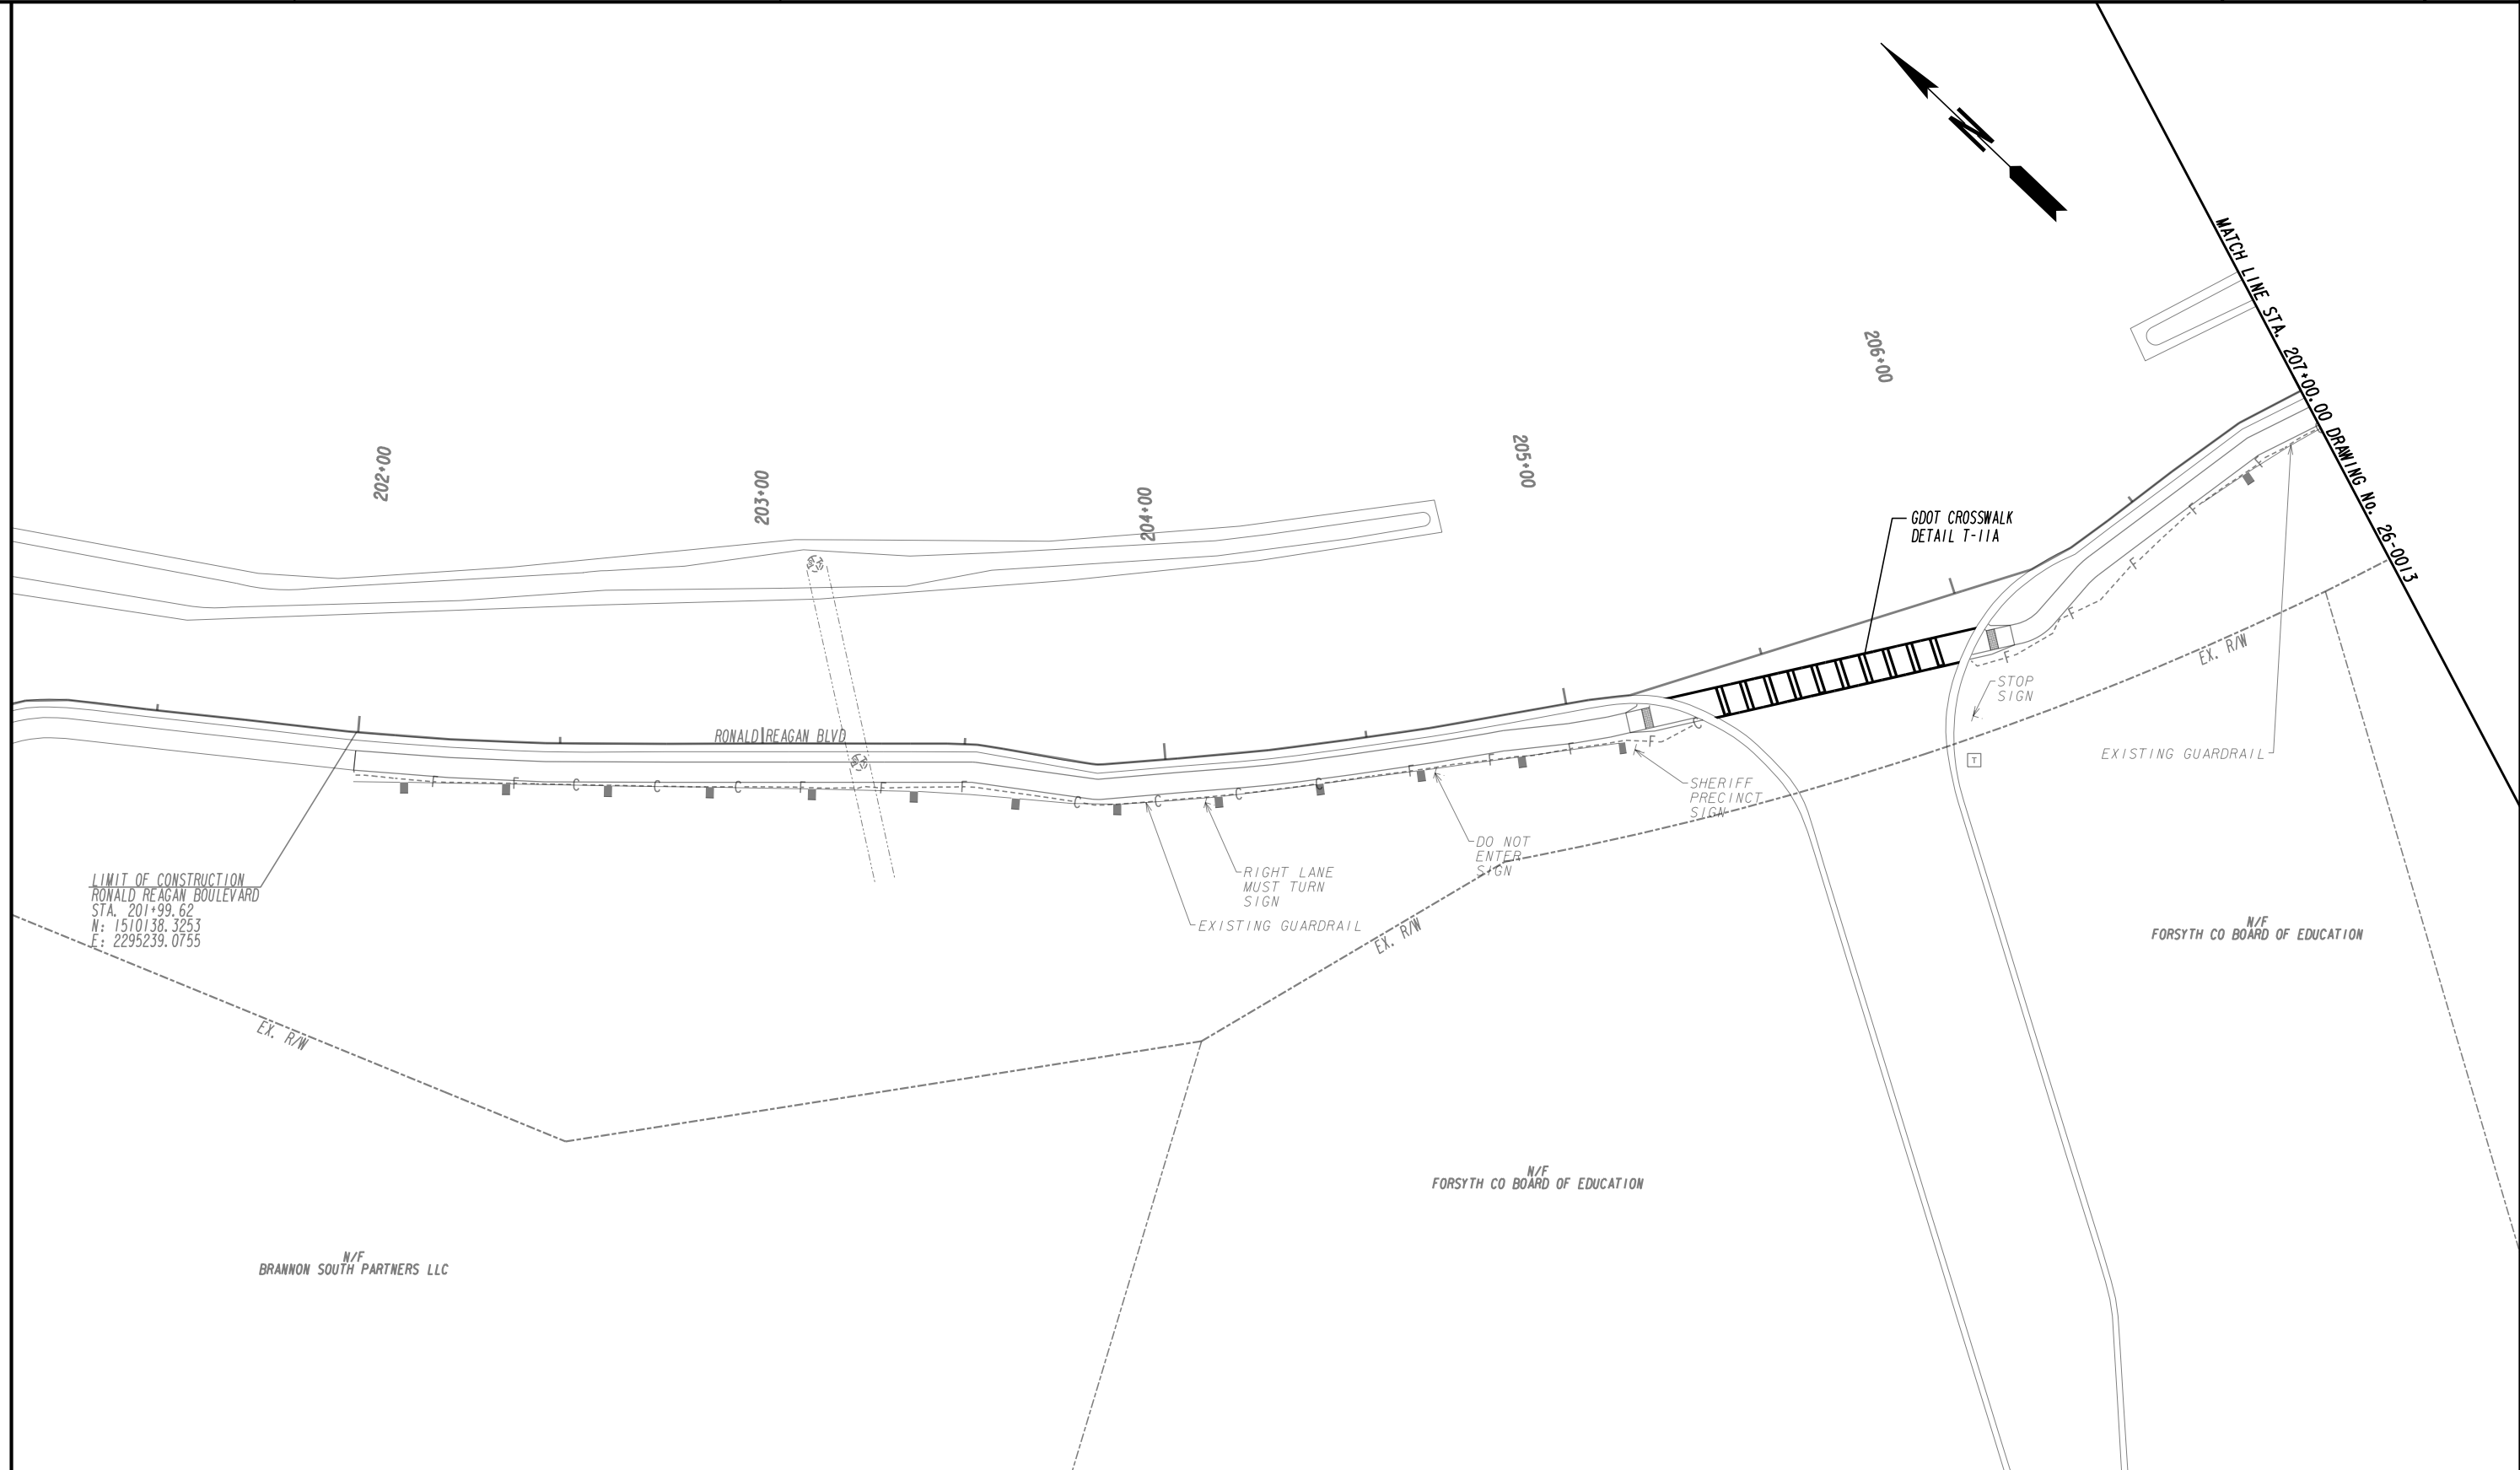 N
MATCH LINE STA. 207+00.00 DRAWING No. 26-0013
206+00
205+00
202+00
203+00
204+00
GDOT CROSSWALK
DETAIL T-11A
EX. R/W
STOP
SIGN
RONALD REAGAN BLVD
EXISTING GUARDRAIL
T
SHERIFF
PRECINCT
SIGN
DO NOT
ENTER
SIGN
RIGHT LANE
MUST TURN
SIGN
EXISTING GUARDRAIL
LIMIT OF CONSTRUCTION
RONALD REAGAN BOULEVARD
STA. 201+99.62
N: 1510138.3253
E: 2295239.0755
EX. R/W
EX. R/W
N/F
FORSYTH CO BOARD OF EDUCATION
N/F
FORSYTH CO BOARD OF EDUCATION
N/F
BRANNON SOUTH PARTNERS LLC
F
F
C
C
C
F
F
F
C
C
C
C
F
F
F
F
C
F
F
F
F
F